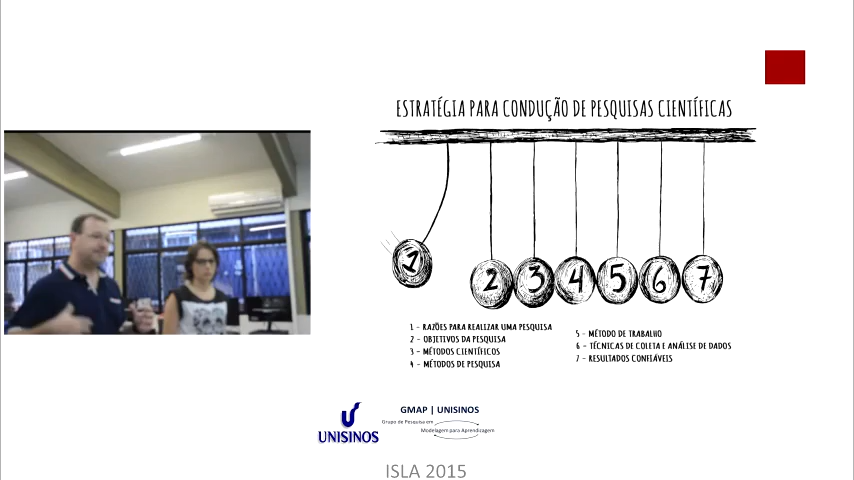 ESTRATÉGIA PARA CONDUÇÃO DE PESQUISAS CIENTÍFICAS
1 2 3 4 5 6 7
1 - RAZÕES PARA REALIZAR UMA PESQUISA
2 - OBJETIVOS DA PESQUISA
3 - MÉTODOS CIENTÍFICOS
4 - MÉTODOS DE PESQUISA
5 - MÉTODO DE TRABALHO
6 - TÉCNICAS DE COLETA E ANÁLISE DE DADOS
7 - RESULTADOS CONFIÁVEIS
UNISINOS
GMAP | UNISINOS
Grupo de Pesquisa em
Modelagem para Aprendizagem
ISLA 2015